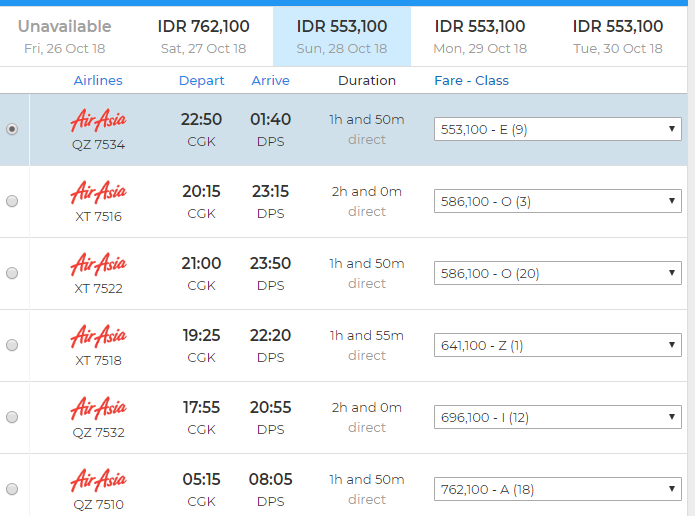 Unavailable IDR 762,100 IDR 553,100 IDR 553,100 IDR 553,100
Fri, 26 Oct 18 Sat, 27 Oct 18 Sun, 28 Oct 18 Mon, 29 Oct 18 Tue, 30 Oct 18
Airlines Depart Arrive Duration Fare - Class
AirAsia 22:50 01:40 1h and 50m 553,100 - E (9)
QZ 7534 CGK DPS direct
AirAsia 20:15 23:15 2h and 0m 586,100 - O (3)
XT 7516 CGK DPS direct
AirAsia 21:00 23:50 1h and 50m 586,100 - O (20)
XT 7522 CGK DPS direct
AirAsia 19:25 22:20 1h and 55m 641,100 - Z (1)
XT 7518 CGK DPS direct
AirAsia 17:55 20:55 2h and 0m 696,100 - I (12)
QZ 7532 CGK DPS direct
AirAsia 05:15 08:05 1h and 50m 762,100 - A (18)
QZ 7510 CGK DPS direct